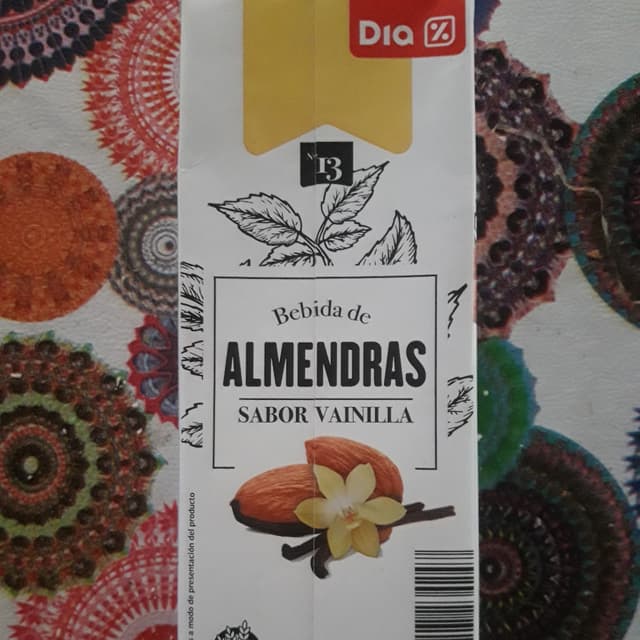 DIA %
Nº13
Bebida de
ALMENDRAS
SABOR VAINILLA
s a modo de presentación del producto